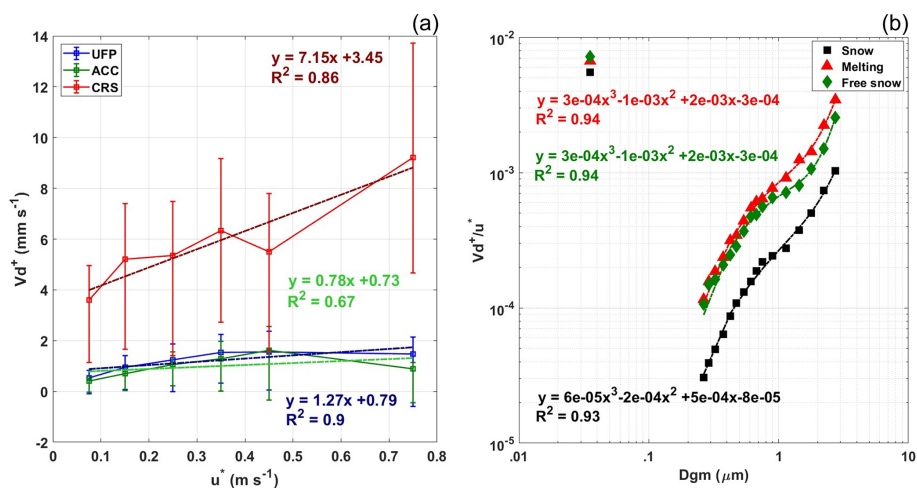 (a)
14
12
10
8
6
4
2
0
-2
Vd+ (mm s-1)
UFP
ACC
CRS
y = 7.15x +3.45
R2 = 0.86
y = 0.78x +0.73
R2 = 0.67
y = 1.27x +0.79
R2 = 0.9
0 0.1 0.2 0.3 0.4 0.5 0.6 0.7 0.8
u* (m s-1)
(b)
10-2
10-3
10-4
10-5
Vd+/u*
Snow
Melting
Free snow
y = 3e-04x3-1e-03x2 +2e-03x-3e-04
R2 = 0.94
y = 3e-04x3-1e-03x2 +2e-03x-3e-04
R2 = 0.94
y = 6e-05x3-2e-04x2 +5e-04x-8e-05
R2 = 0.93
.01 0.1 1 10
Dgm (μm)